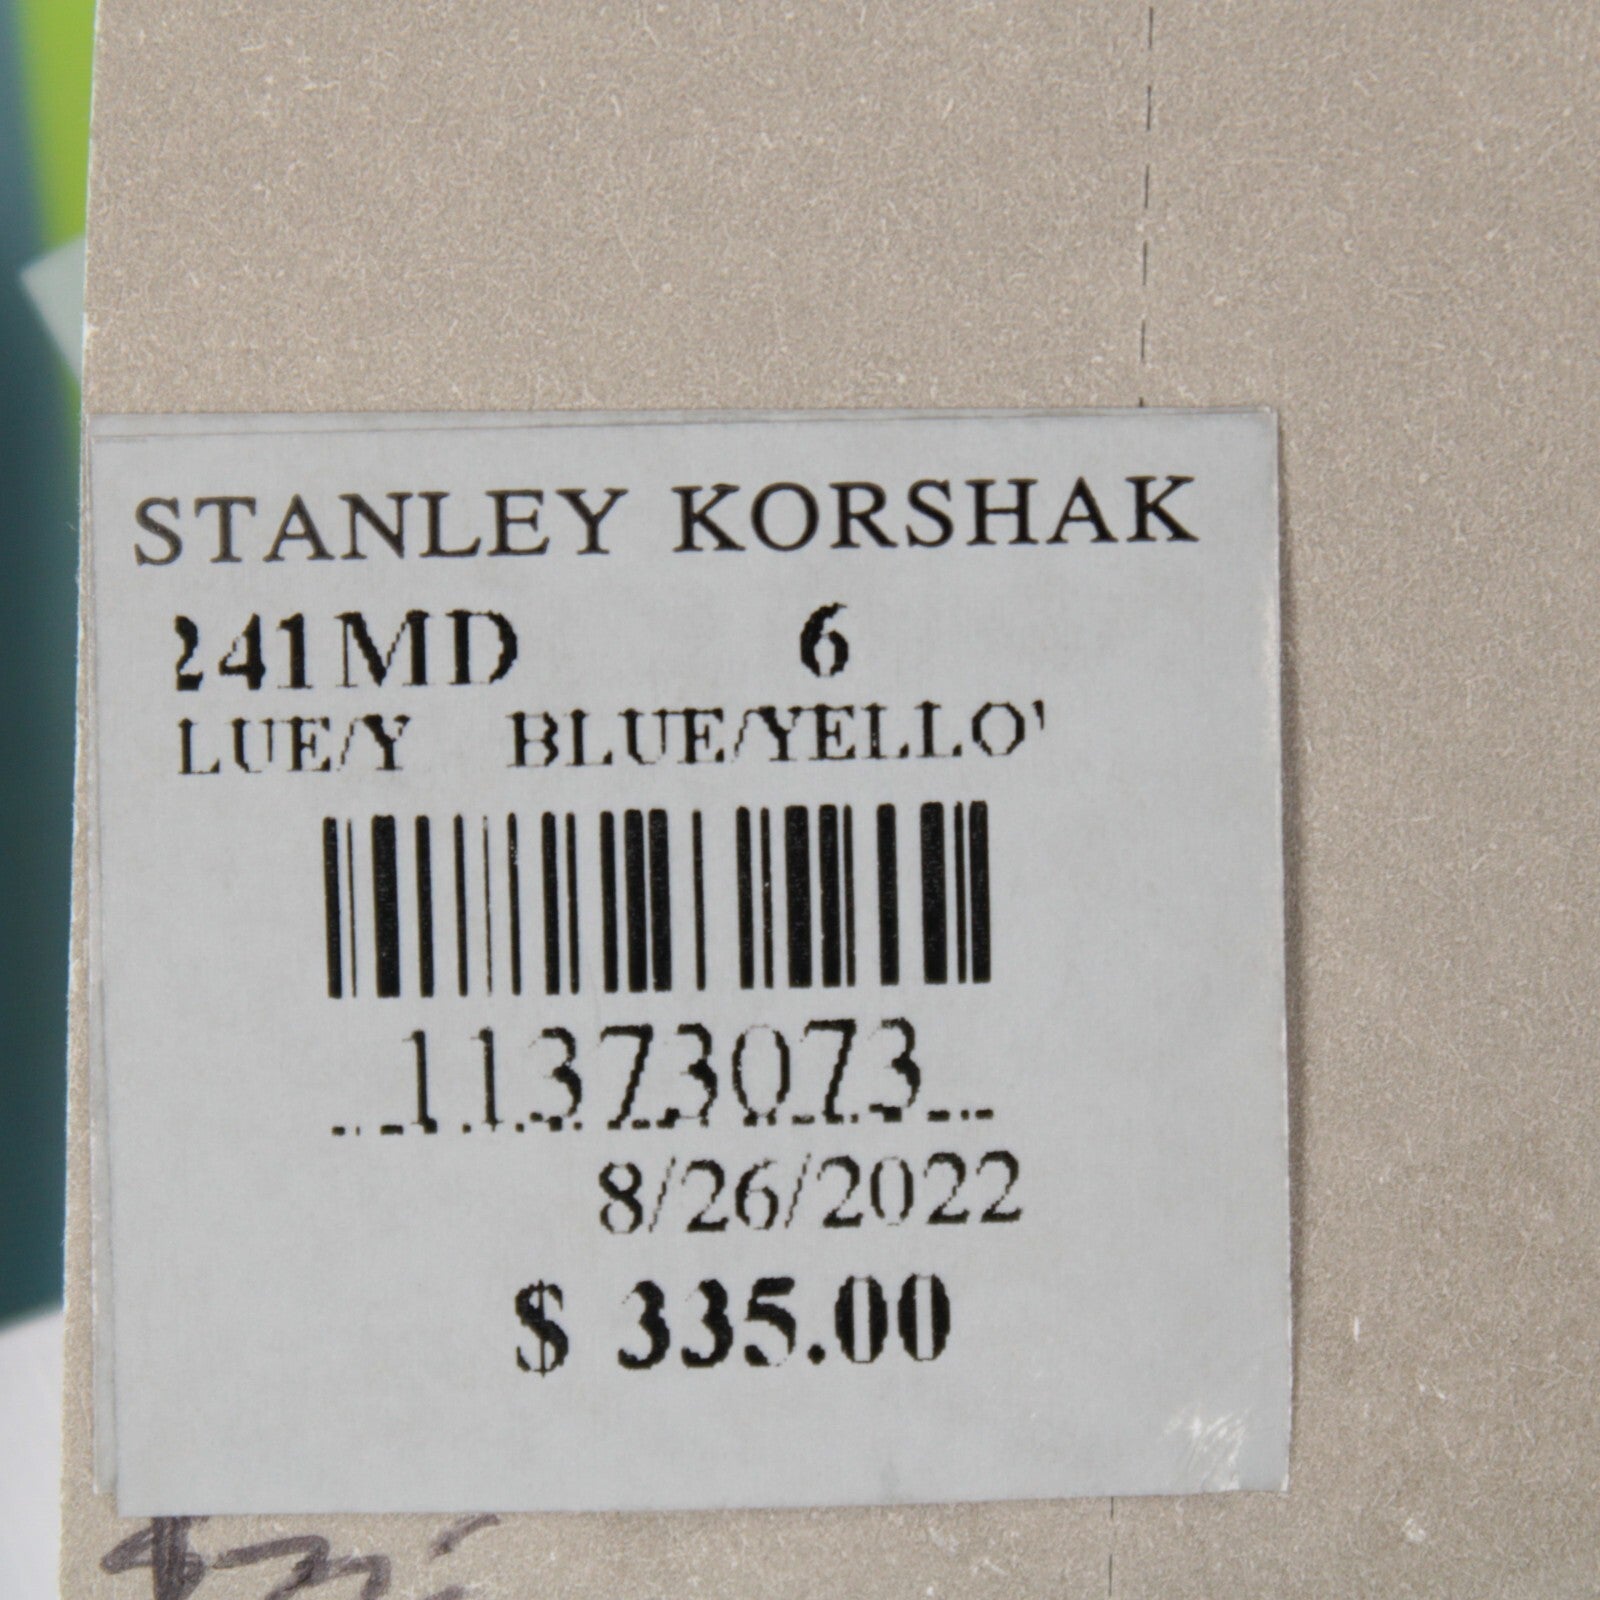 STANLEY KORSHAK
241MD 6
LUE/Y BLUE/YELLO
11373073
8/26/2022
$ 335.00